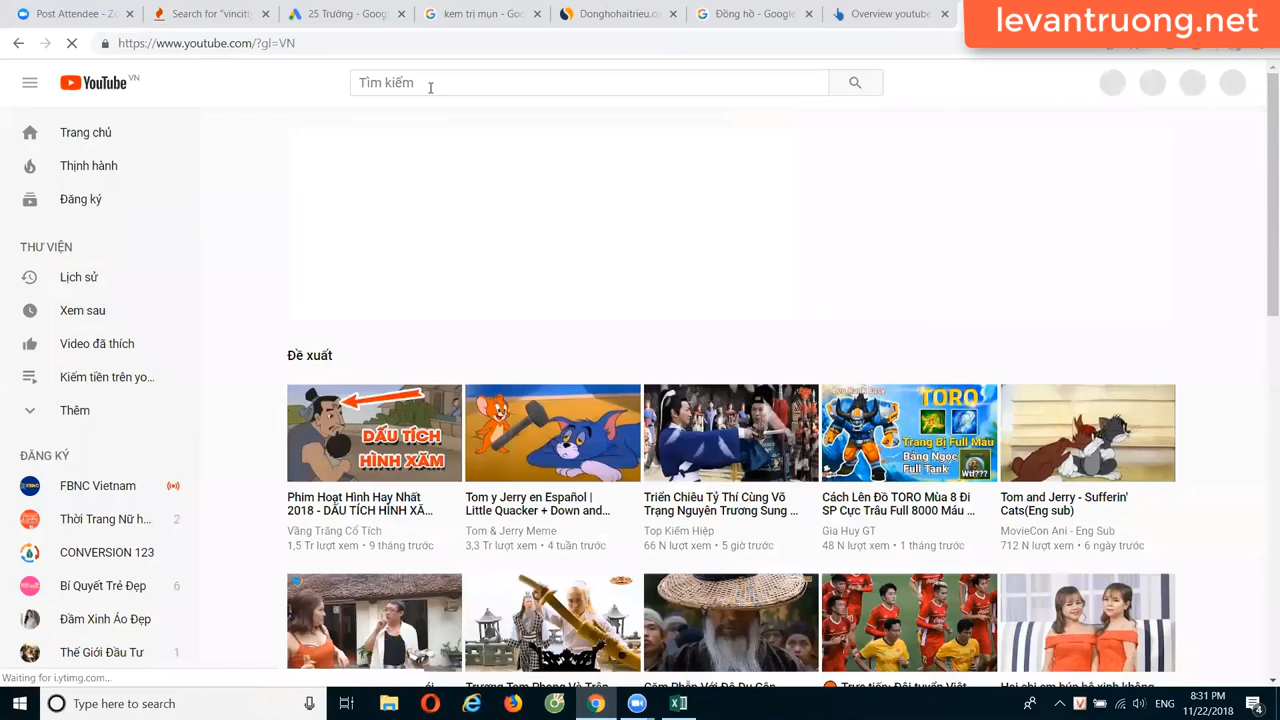 Post Attendee - Zo
Search for "vincitt
25 Trường - Goog
kem trị mụn - Goo
Donghohaitrieu.co
Đồng hồ - Google
Overview youtube
levantruong.net
https://www.youtube.com/?gl=VN
YouTube VN
Tìm kiếm
Trang chủ
Thịnh hành
Đăng ký
THƯ VIỆN
Lịch sử
Xem sau
Video đã thích
Kiếm tiền trên yo...
Thêm
ĐĂNG KÝ
FBNC Vietnam
Thời Trang Nữ h... 2
CONVERSION 123
Bí Quyết Trẻ Đẹp 6
Đầm Xinh Áo Đẹp
Thế Giới Đầu Tư 1
Đề xuất
DẤU TÍCH
HÌNH XĂM
Phim Hoạt Hình Hay Nhất
2018 - DẤU TÍCH HÌNH XĂ...
Vầng Trăng Cổ Tích
1,5 Tr lượt xem • 9 tháng trước
Tom y Jerry en Español |
Little Quacker + Down and...
Tom & Jerry Meme
3,3 Tr lượt xem • 4 tuần trước
Triển Chiêu Tỷ Thí Cùng Võ
Trạng Nguyên Trương Sung ...
Top Kiếm Hiệp
66 N lượt xem • 5 giờ trước
Leo Rank Easy
TORO
Trang Bị Full Máu
Bảng Ngọc
Full Tank
Wtf???
Cách Lên Đồ TORO Mùa 8 Đi
SP Cực Trâu Full 8000 Máu ...
Gia Huy GT
48 N lượt xem • 1 tháng trước
Tom and Jerry - Sufferin'
Cats(Eng sub)
MovieCon Ani - Eng Sub
712 N lượt xem • 6 ngày trước
Waiting for i.ytimg.com...
Type here to search
ENG
8:31 PM
11/22/2018
4